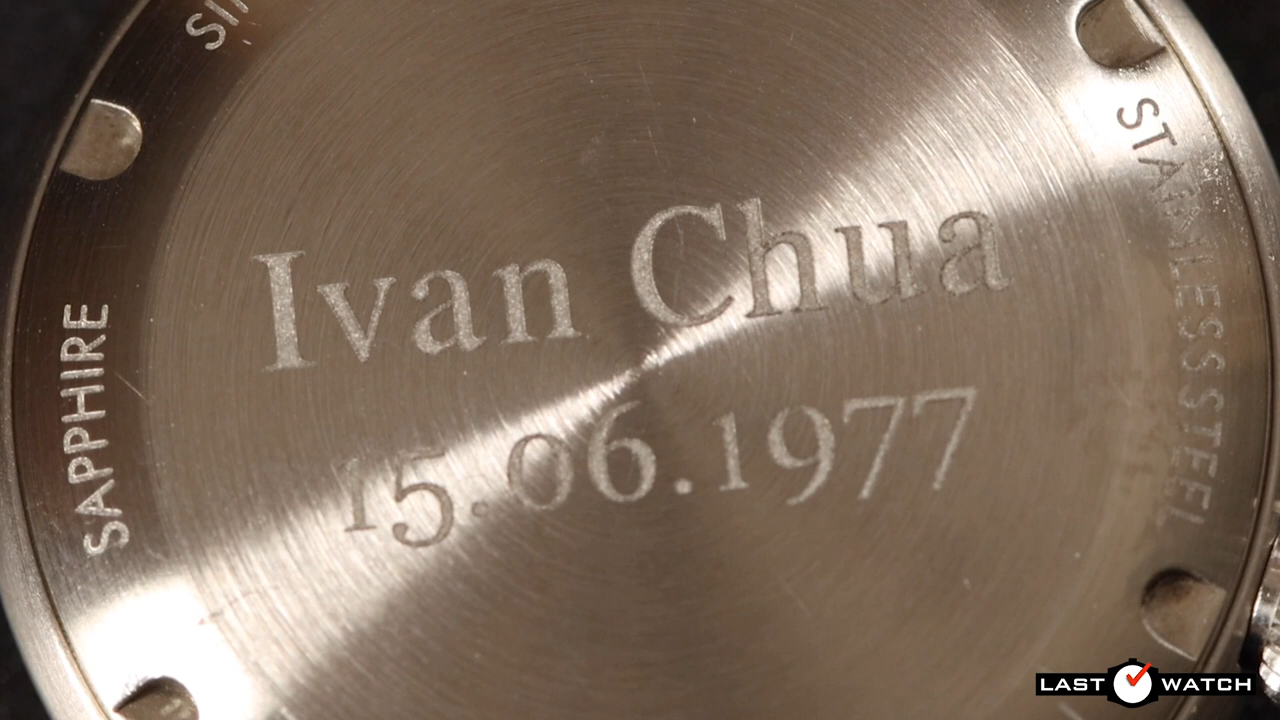 SAPPHIRE
STAINLESS STEEL
Ivan Chua
15.06.1977
LAST WATCH